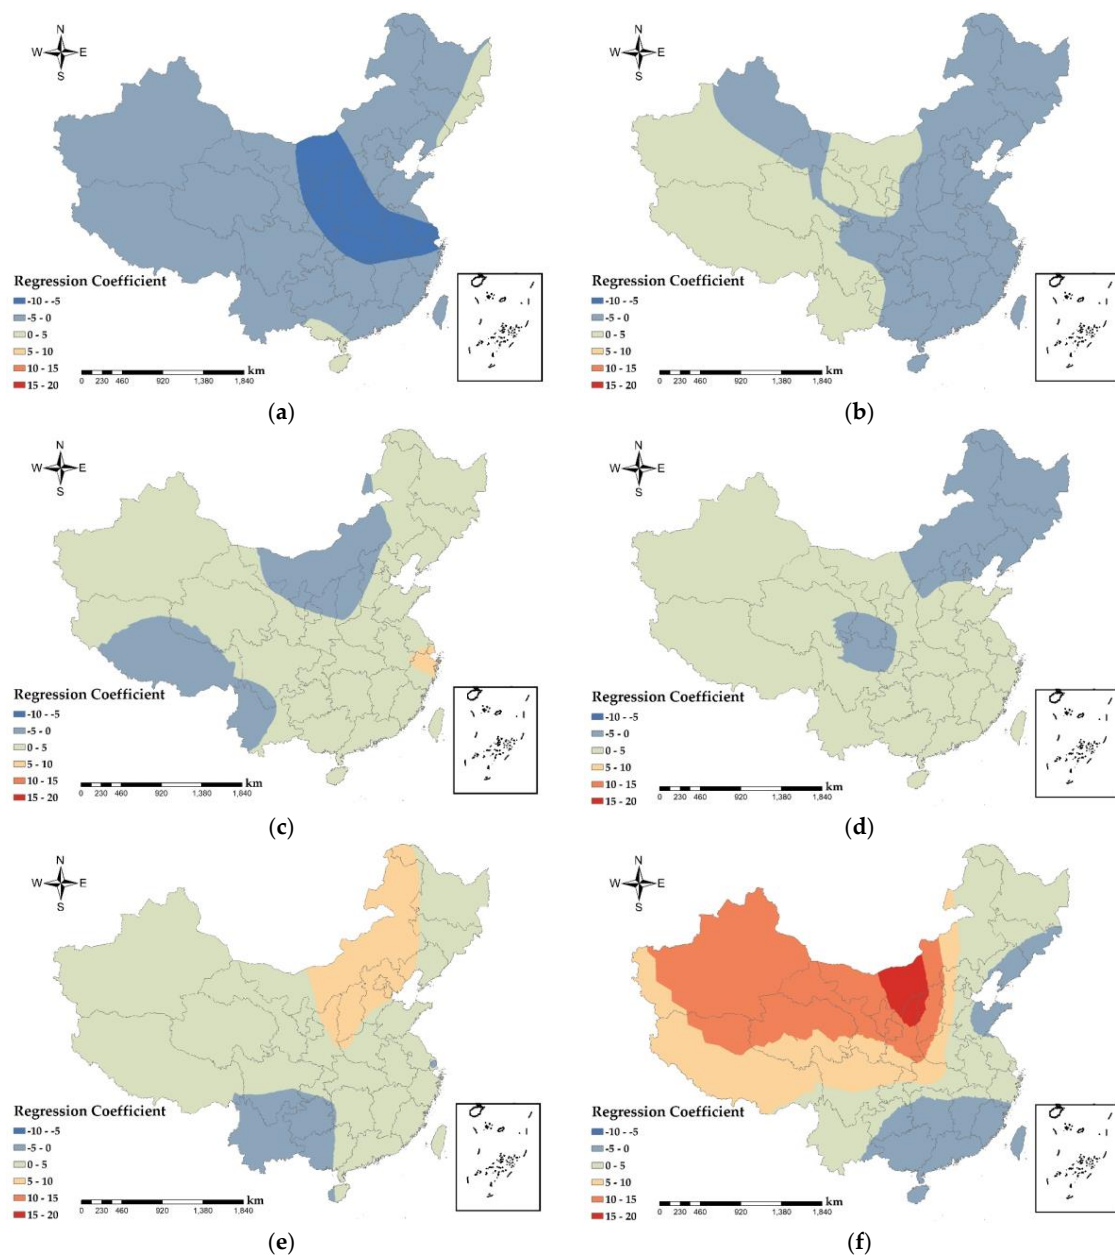 N
W E
S
Regression Coefficient
-10 - -5
-5 - 0
0 - 5
5 - 10
10 - 15
15 - 20
km
0 230 460 920 1,380 1,840
(a)
N
W E
S
Regression Coefficient
-10 - -5
-5 - 0
0 - 5
5 - 10
10 - 15
15 - 20
km
0 230 460 920 1,380 1,840
(b)
N
W E
S
Regression Coefficient
-10 - -5
-5 - 0
0 - 5
5 - 10
10 - 15
15 - 20
km
0 230 460 920 1,380 1,840
(c)
N
W E
S
Regression Coefficient
-10 - -5
-5 - 0
0 - 5
5 - 10
10 - 15
15 - 20
km
0 230 460 920 1,380 1,840
(d)
N
W E
S
Regression Coefficient
-10 - -5
-5 - 0
0 - 5
5 - 10
10 - 15
15 - 20
km
0 230 460 920 1,380 1,840
(e)
N
W E
S
Regression Coefficient
-10 - -5
-5 - 0
0 - 5
5 - 10
10 - 15
15 - 20
km
0 230 460 920 1,380 1,840
(f)